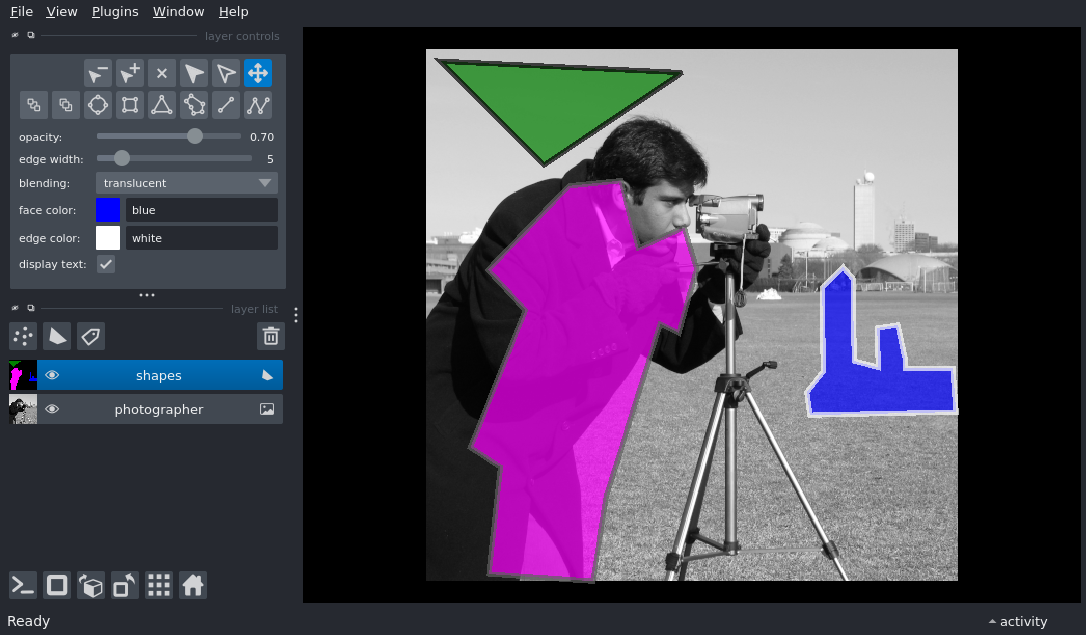 File View Plugins Window Help
layer controls
opacity: 0.70
edge width: 5
blending: translucent
face color: blue
edge color: white
display text:
layer list
shapes
photographer
Ready
activity